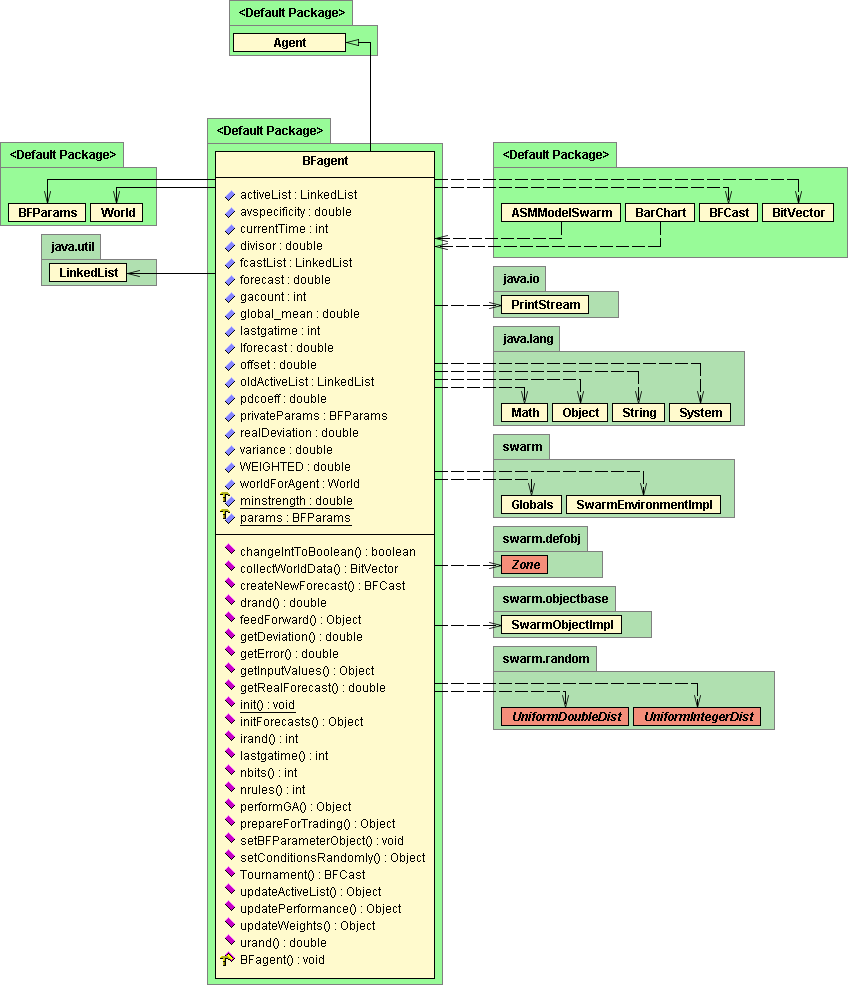 <Default Package>
Agent
<Default Package>
BFagent
activeList : LinkedList
avspecificity : double
currentTime : int
divisor : double
fcastList : LinkedList
forecast : double
gacount : int
global_mean : double
lastgatime : int
lforecast : double
offset : double
oldActiveList : LinkedList
pdcoeff : double
privateParams : BFParams
realDeviation : double
variance : double
WEIGHTED : double
worldForAgent : World
minstrength : double
params : BFParams
changeIntToBoolean() : boolean
collectWorldData() : BitVector
createNewForecast() : BFCast
drand() : double
feedForward() : Object
getDeviation() : double
getError() : double
getInputValues() : Object
getRealForecast() : double
init() : void
initForecasts() : Object
irand() : int
lastgatime() : int
nbits() : int
nrules() : int
performGA() : Object
prepareForTrading() : Object
setBFParameterObject() : void
setConditionsRandomly() : Object
Tournament() : BFCast
updateActiveList() : Object
updatePerformance() : Object
updateWeights() : Object
urand() : double
BFagent() : void
<Default Package>
BFParams World
java.util
LinkedList
<Default Package>
ASMModelSwarm BarChart BFCast BitVector
java.io
PrintStream
java.lang
Math Object String System
swarm
Globals SwarmEnvironmentImpl
swarm.defobj
Zone
swarm.objectbase
SwarmObjectImpl
swarm.random
UniformDoubleDist UniformIntegerDist